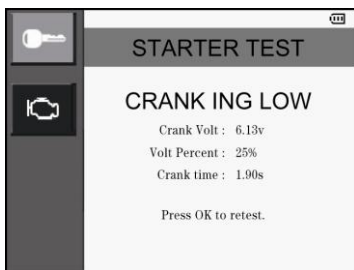 STARTER TEST
CRANK ING LOW
Crank Volt : 6.13v
Volt Percent : 25%
Crank time : 1.90s
Press OK to retest.